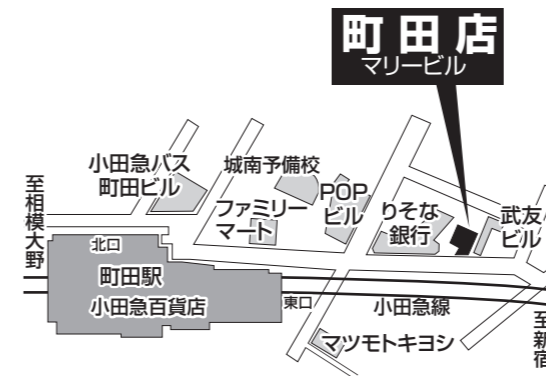 町田店
マリービル
小田急バス
町田ビル
城南予備校
POP
ビル
ファミリー
マート
りそな
銀行
武友
ビル
至相模大野
北口
町田駅
小田急百貨店
東口
小田急線
至新宿
マツモトキヨシ